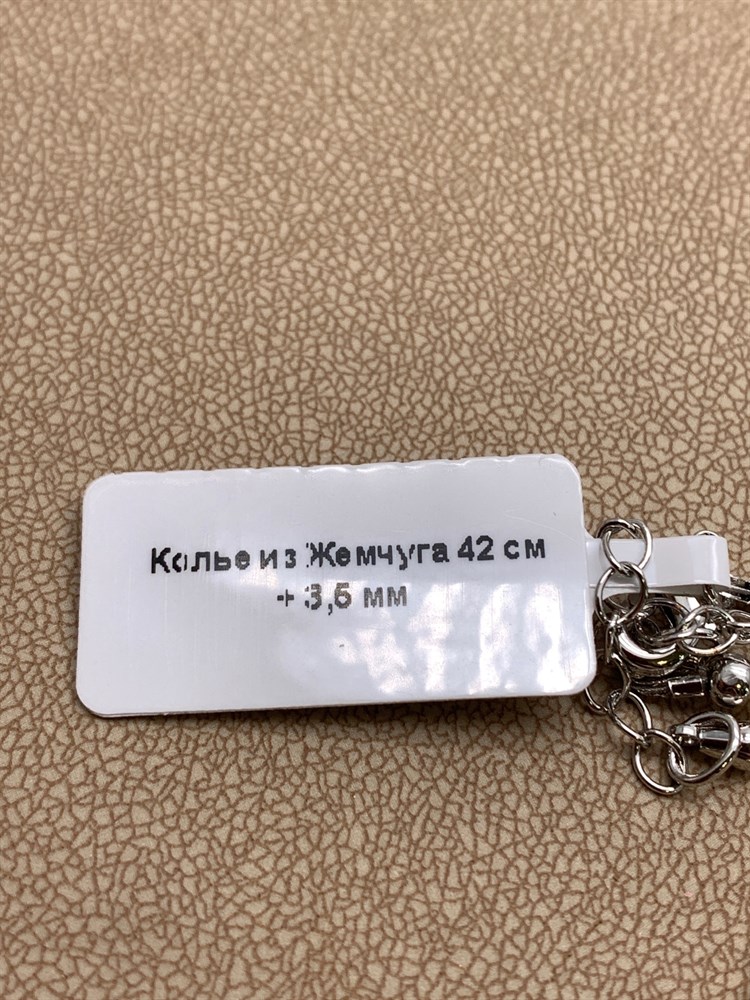 Колье из Жемчуга 42 см
+ 3,5 мм